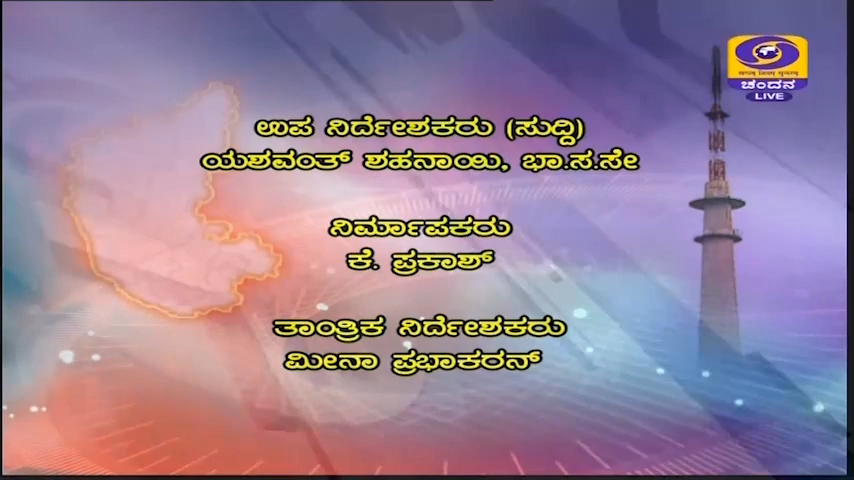 ಚಂದನ
LIVE
ಉಪ ನಿರ್ದೇಶಕರು (ಸುದ್ದಿ)
ಯಶವಂತ್ ಶಹನಾಯಿ, ಭಾ.ಸ.ಸೇ
ನಿರ್ಮಾಪಕರು
ಕೆ. ಪ್ರಕಾಶ್
ತಾಂತ್ರಿಕ ನಿರ್ದೇಶಕರು
ಮೀನಾ ಪ್ರಭಾಕರನ್